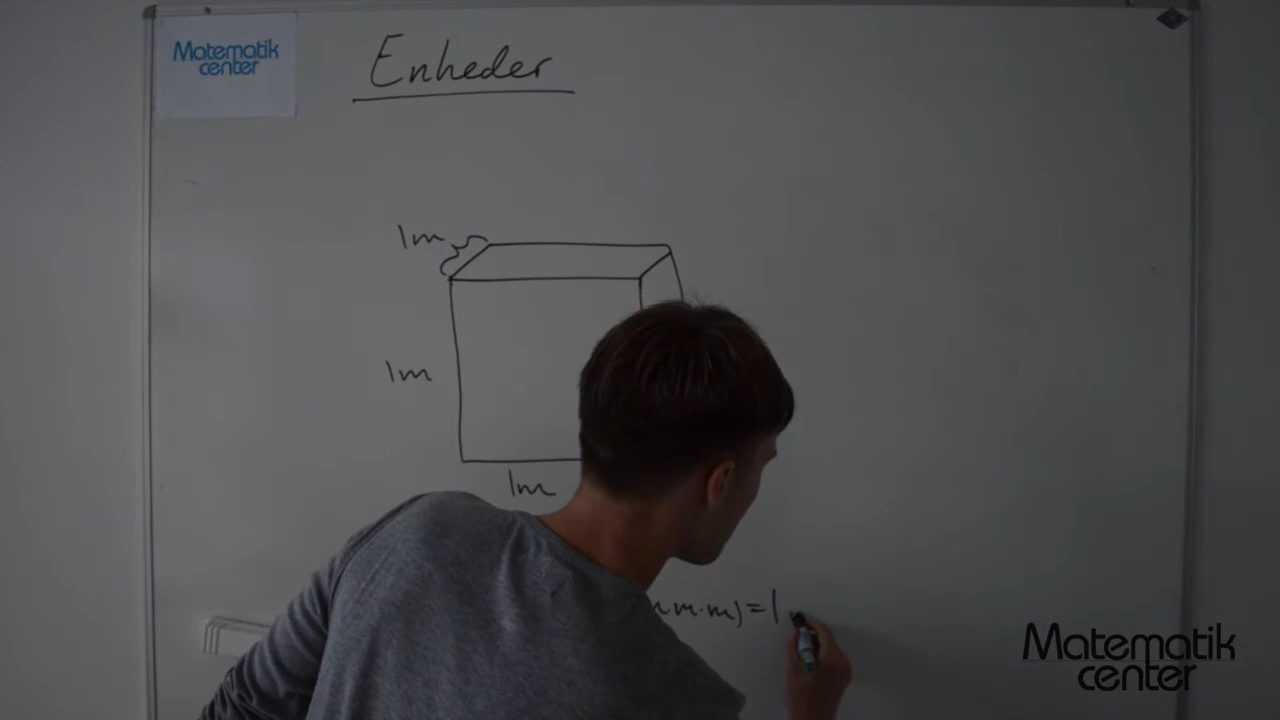 Matematik
center
Enheder
1m
1m
1m
m·m) = 1
Matematik
center